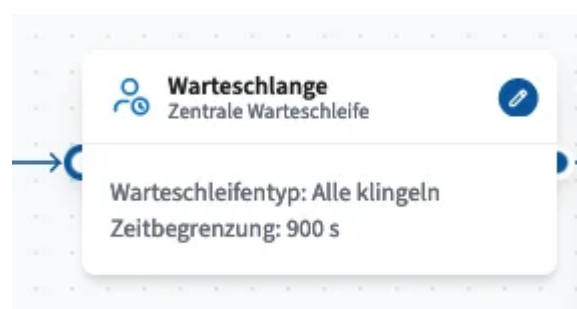 Warteschlange
Zentrale Warteschleife
Warteschleifentyp: Alle klingeln
Zeitbegrenzung: 900 s